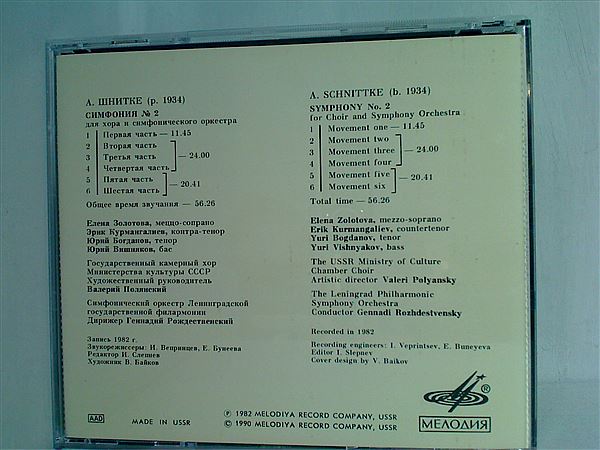 А. ШНИТКЕ (р. 1934)
СИМФОНИЯ № 2
для хора и симфонического оркестра
1 Первая часть — 11.45
2 Вторая часть
3 Третья часть — 24.00
4 Четвертая часть
5 Пятая часть — 20.41
6 Шестая часть
Общее время звучания — 56.26
Елена Золотова, меццо-сопрано
Эрик Курмангалиев, контра-тенор
Юрий Богданов, тенор
Юрий Вишняков, бас
Государственный камерный хор
Министерства культуры СССР
Художественный руководитель
Валерий Полянский
Симфонический оркестр Ленинградской
государственной филармонии
Дирижер Геннадий Рождественский
Запись 1982 г.
Звукорежиссеры: И. Вепринцев, Е. Бунеева
Редактор И. Слепнев
Художник В. Байков
A. SCHNITTKE (b. 1934)
SYMPHONY No. 2
for Choir and Symphony Orchestra
1 Movement one — 11.45
2 Movement two
3 Movement three — 24.00
4 Movement four
5 Movement five — 20.41
6 Movement six
Total time — 56.26
Elena Zolotova, mezzo-soprano
Erik Kurmangaliev, countertenor
Yuri Bogdanov, tenor
Yuri Vishnyakov, bass
The USSR Ministry of Culture
Chamber Choir
Artistic director Valeri Polyansky
The Leningrad Philharmonic
Symphony Orchestra
Conductor Gennadi Rozhdestvensky
Recorded in 1982
Recording engineers: I. Veprintsev, E. Buneyeva
Editor I. Slepnev
Cover design by V. Baikov
®
МЕЛОДИЯ
AAD
MADE IN USSR
Ⓟ 1982 MELODIYA RECORD COMPANY, USSR
© 1990 MELODIYA RECORD COMPANY, USSR